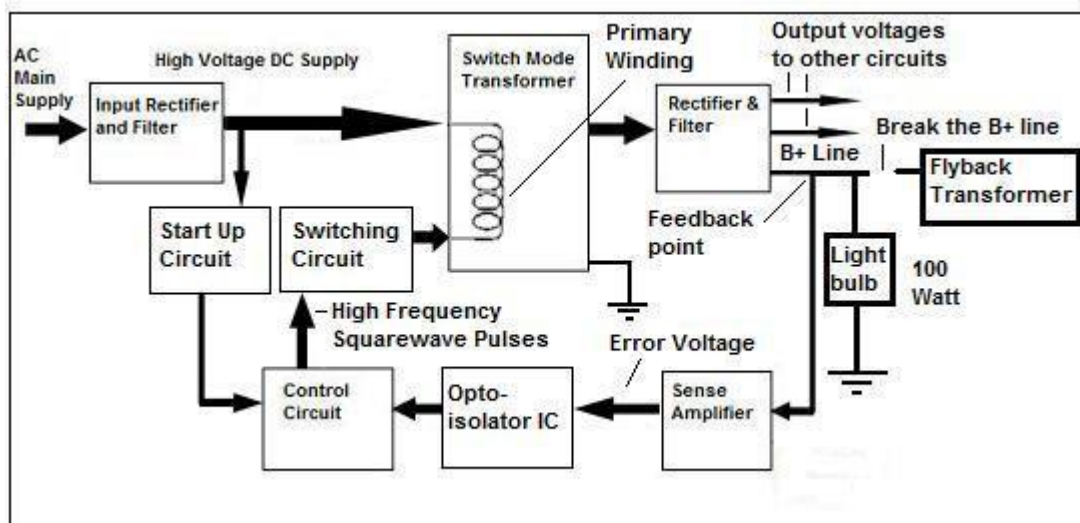 AC
Main
Supply
High Voltage DC Supply
Input Rectifier
and Filter
Switch Mode
Transformer
Primary
Winding
Output voltages
to other circuits
Rectifier &
Filter
Break the B+ line
B+ Line
Flyback
Transformer
Feedback
point
Start Up
Circuit
Switching
Circuit
Light
bulb
100
Watt
High Frequency
Squarewave Pulses
Error Voltage
Control
Circuit
Opto-
isolator IC
Sense
Amplifier